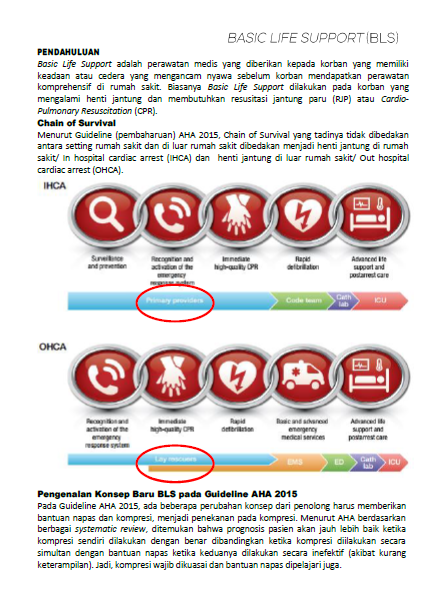 BASIC LIFE SUPPORT(BLS)
PENDAHULUAN
Basic Life Support adalah perawatan medis yang diberikan kepada korban yang memiliki
keadaan atau cedera yang mengancam nyawa sebelum korban mendapatkan perawatan
komprehensif di rumah sakit. Biasanya Basic Life Support dilakukan pada korban yang
mengalami henti jantung dan membutuhkan resusitasi jantung paru (RJP) atau Cardio-
Pulmonary Resuscitation (CPR).
Chain of Survival
Menurut Guideline (pembaharuan) AHA 2015, Chain of Survival yang tadinya tidak dibedakan
antara setting rumah sakit dan di luar rumah sakit dibedakan menjadi henti jantung di rumah
sakit/ In hospital cardiac arrest (IHCA) dan henti jantung di luar rumah sakit/ Out hospital
cardiac arrest (OHCA).
IHCA
Surveillance and prevention
Recognition and activation of the emergency response system
Immediate high-quality CPR
Rapid defibrillation
Advanced life support and postarrest care
Primary providers
Code team
Cath lab
ICU
OHCA
Recognition and activation of the emergency response system
Immediate high-quality CPR
Rapid defibrillation
Basic and advanced emergency medical services
Advanced life support and postarrest care
Lay rescuers
EMS
ED
Cath lab
ICU
Pengenalan Konsep Baru BLS pada Guideline AHA 2015
Pada Guideline AHA 2015, ada beberapa perubahan konsep dari penolong harus memberikan
bantuan napas dan kompresi, menjadi penekanan pada kompresi. Menurut AHA berdasarkan
berbagai systematic review, ditemukan bahwa prognosis pasien akan jauh lebih baik ketika
kompresi sendiri dilakukan dengan benar dibandingkan ketika kompresi diilakukan secara
simultan dengan bantuan napas ketika keduanya dilakukan secara inefektif (akibat kurang
keterampilan). Jadi, kompresi wajib dikuasai dan bantuan napas dipelajari juga.